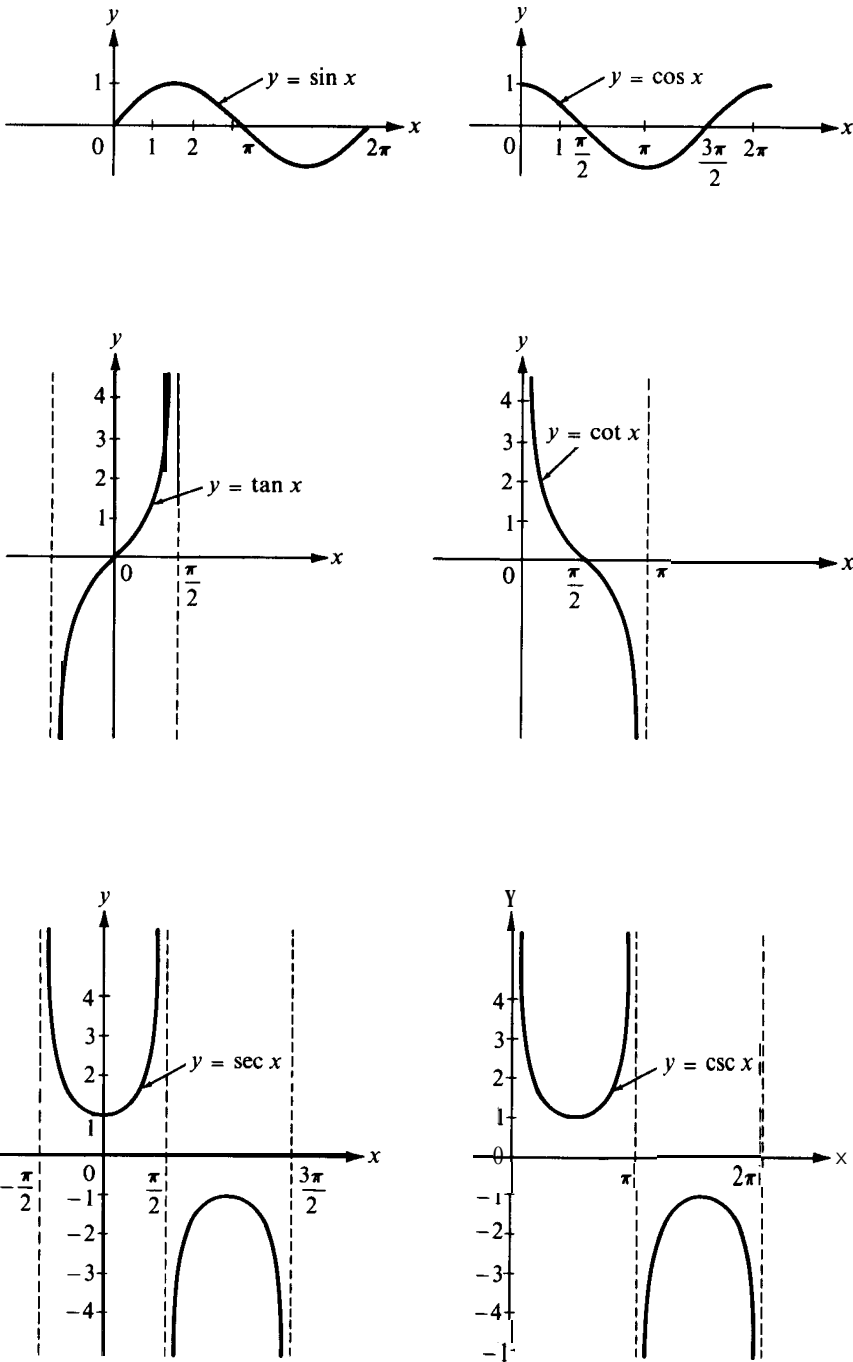 y
1
y = sin x
x
0 1 2 π 2π
y
1
y = cos x
x
0 1 π/2 π 3π/2 2π
y
4
3
2
1
y = tan x
x
0 π/2
y
4
3
2
1
y = cot x
x
0 π/2 π
y
4
3
2
1
y = sec x
x
-π/2 0 π/2 3π/2
-1
-2
-3
-4
Y
4
3
2
1
y = csc x
x
0 π 2π
-1
-2
-3
-4
-1